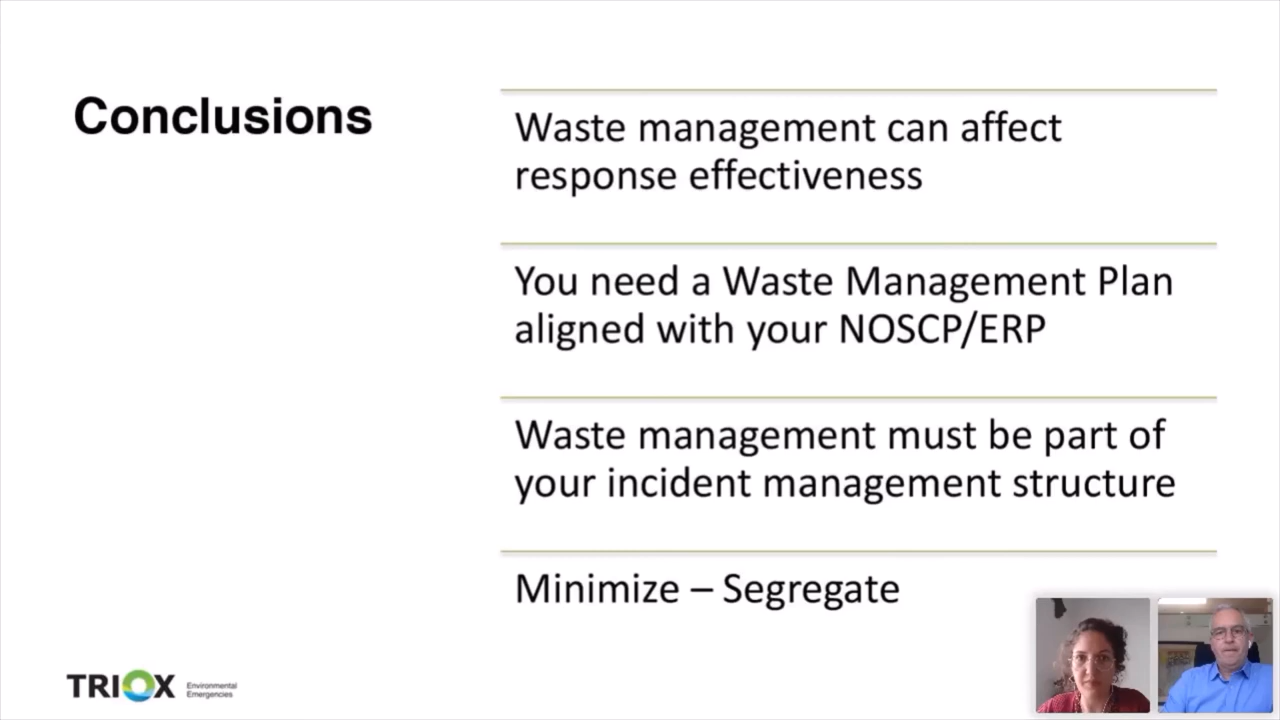 Conclusions
Waste management can affect
response effectiveness
You need a Waste Management Plan
aligned with your NOSCP/ERP
Waste management must be part of
your incident management structure
Minimize – Segregate
TRIOX
Environmental
Emergencies